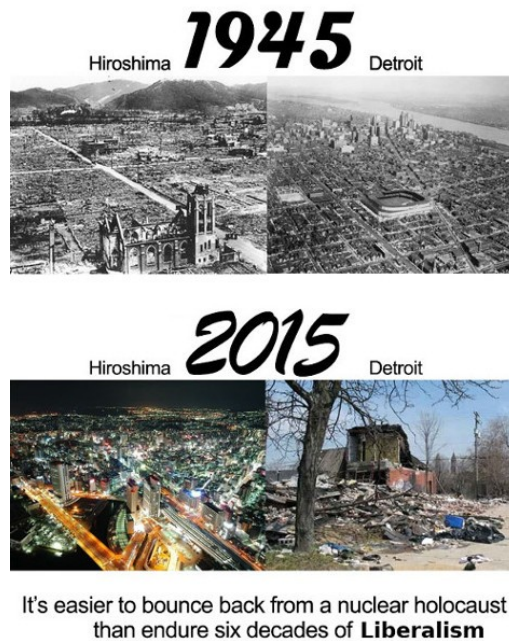 Hiroshima 1945 Detroit
Hiroshima 2015 Detroit
It's easier to bounce back from a nuclear holocaust
than endure six decades of Liberalism